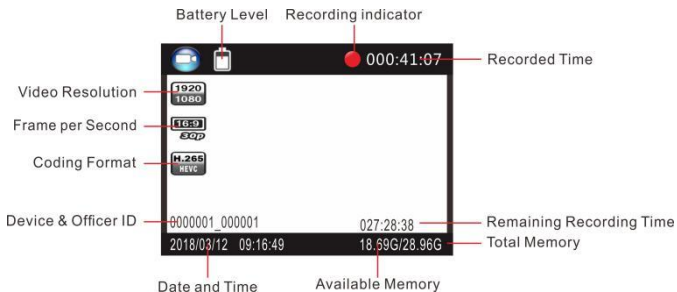 Battery Level Recording indicator
000:41:07 Recorded Time
Video Resolution 1920
1080
Frame per Second 16:9
30p
Coding Format H.265
HEVC
Device & Officer ID 0000001_000001 027:28:38 Remaining Recording Time
2018/03/12 09:16:49 18.69G/28.96G Total Memory
Date and Time Available Memory